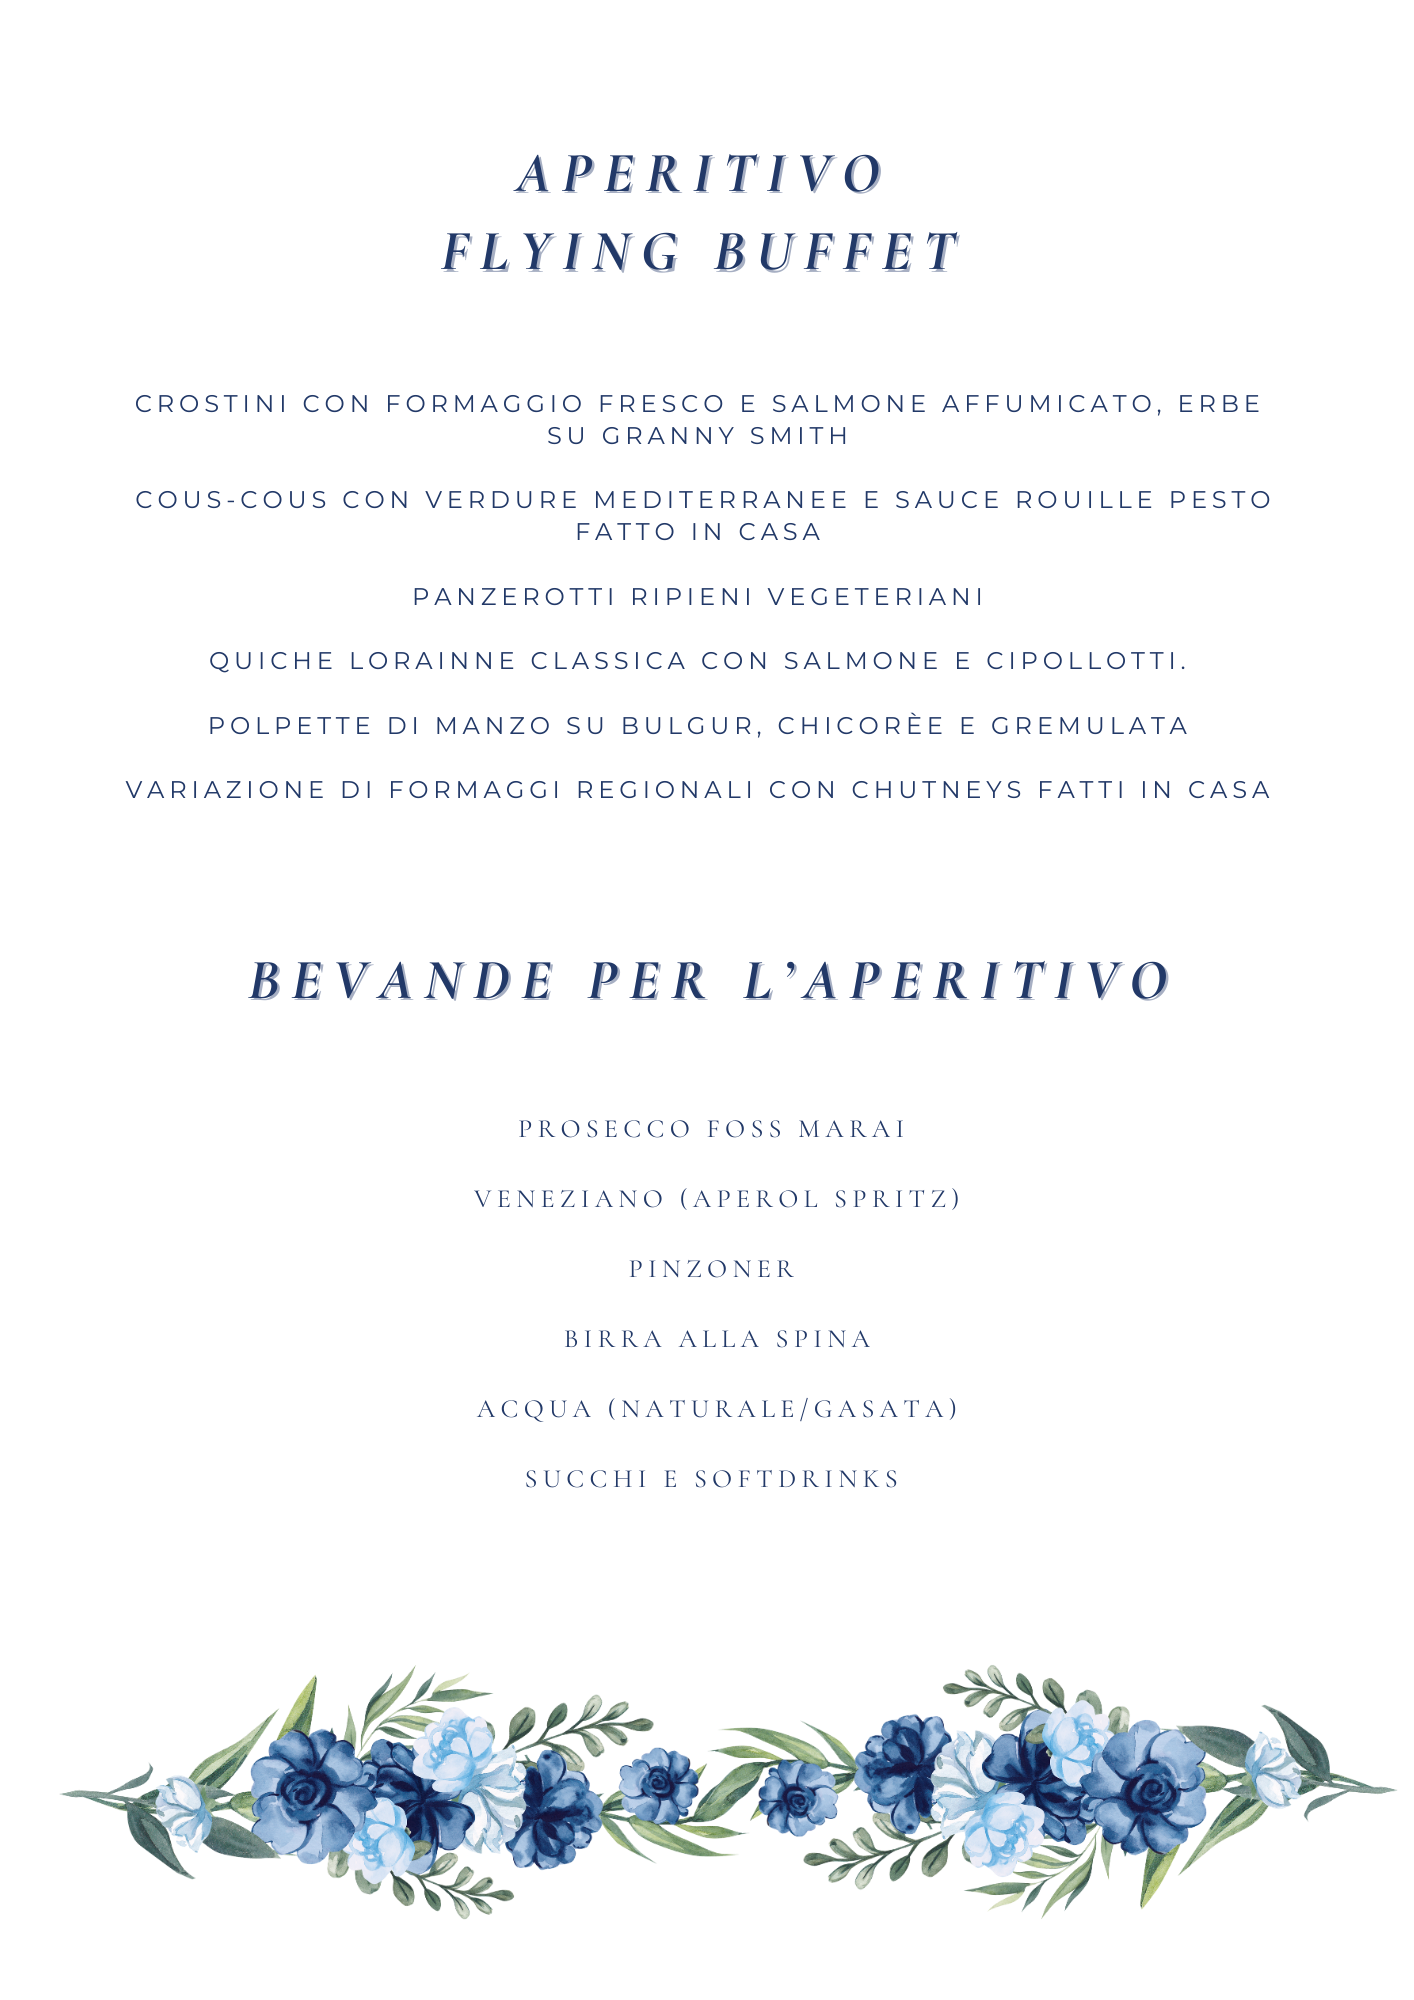 APERITIVO
FLYING BUFFET
CROSTINI CON FORMAGGIO FRESCO E SALMONE AFFUMICATO, ERBE
SU GRANNY SMITH
COUS-COUS CON VERDURE MEDITERRANEE E SAUCE ROUILLE PESTO
FATTO IN CASA
PANZEROTTI RIPIENI VEGETERIANI
QUICHE LORAINNE CLASSICA CON SALMONE E CIPOLLOTTI.
POLPETTE DI MANZO SU BULGUR, CHICORÈE E GREMULATA
VARIAZIONE DI FORMAGGI REGIONALI CON CHUTNEYS FATTI IN CASA
BEVANDE PER L’APERITIVO
PROSECCO FOSS MARAI
VENEZIANO (APEROL SPRITZ)
PINZONER
BIRRA ALLA SPINA
ACQUA (NATURALE/GASATA)
SUCCHI E SOFTDRINKS